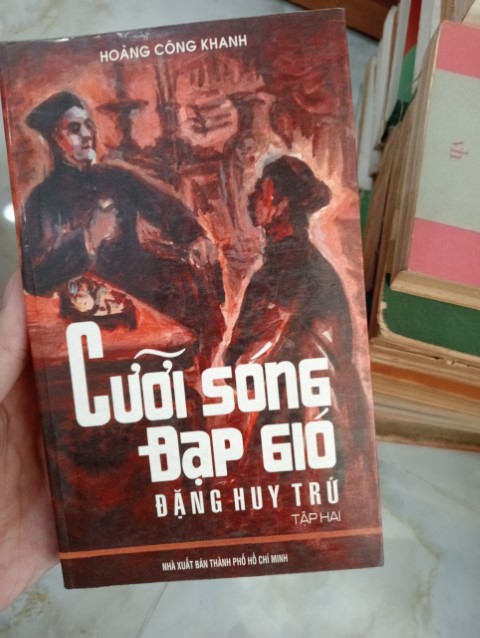 HOÀNG CÔNG KHANH
CƯỠI SONG
ĐẠP GIÓ
ĐẶNG HUY TRỨ
TẬP HAI
NHÀ XUẤT BẢN THÀNH PHỐ HỒ CHÍ MINH